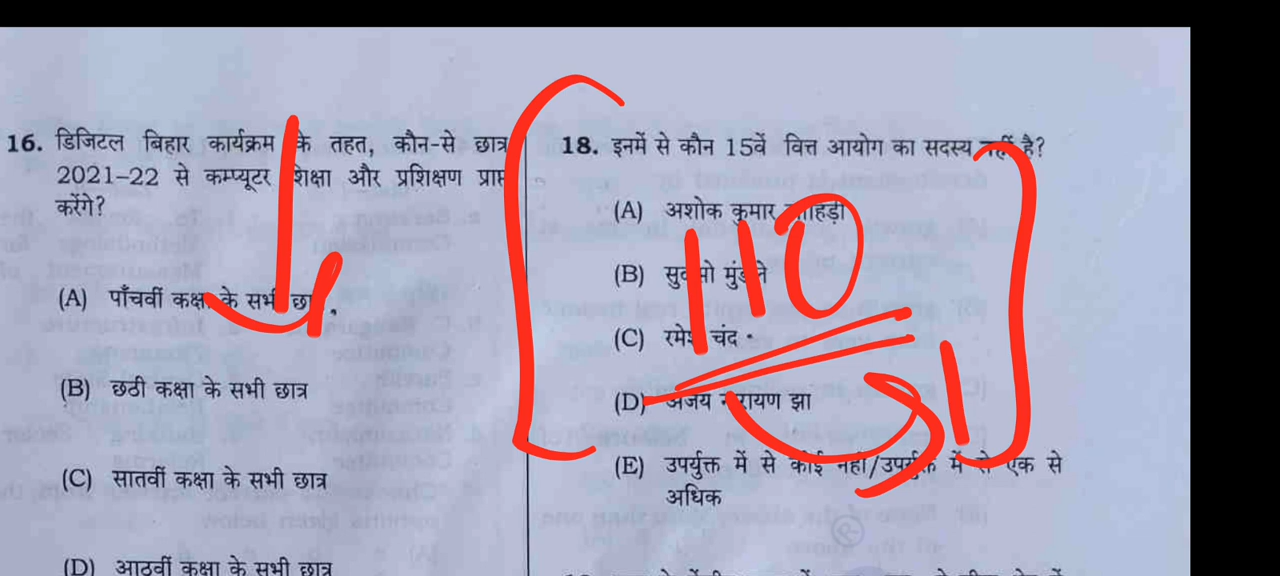 16. डिजिटल बिहार कार्यक्रम के तहत, कौन-से छात्र
2021–22 से कम्प्यूटर शिक्षा और प्रशिक्षण प्राप्त
करेंगे?
(A) पाँचवीं कक्षा के सभी
(B) छठी कक्षा के सभी छात्र
(C) सातवीं कक्षा के सभी छात्र
(D) आठवीं कक्षा के सभी छात्र
18. इनमें से कौन 15वें वित्त आयोग का सदस्य नहीं है?
(A) अशोक कुमार लाहिड़ी
(B)
(C) रमेश चंद
(D) अजय नारायण झा
(E) उपर्युक्त में से कोई नहीं/उपर्युक्त में से एक से
अधिक
110